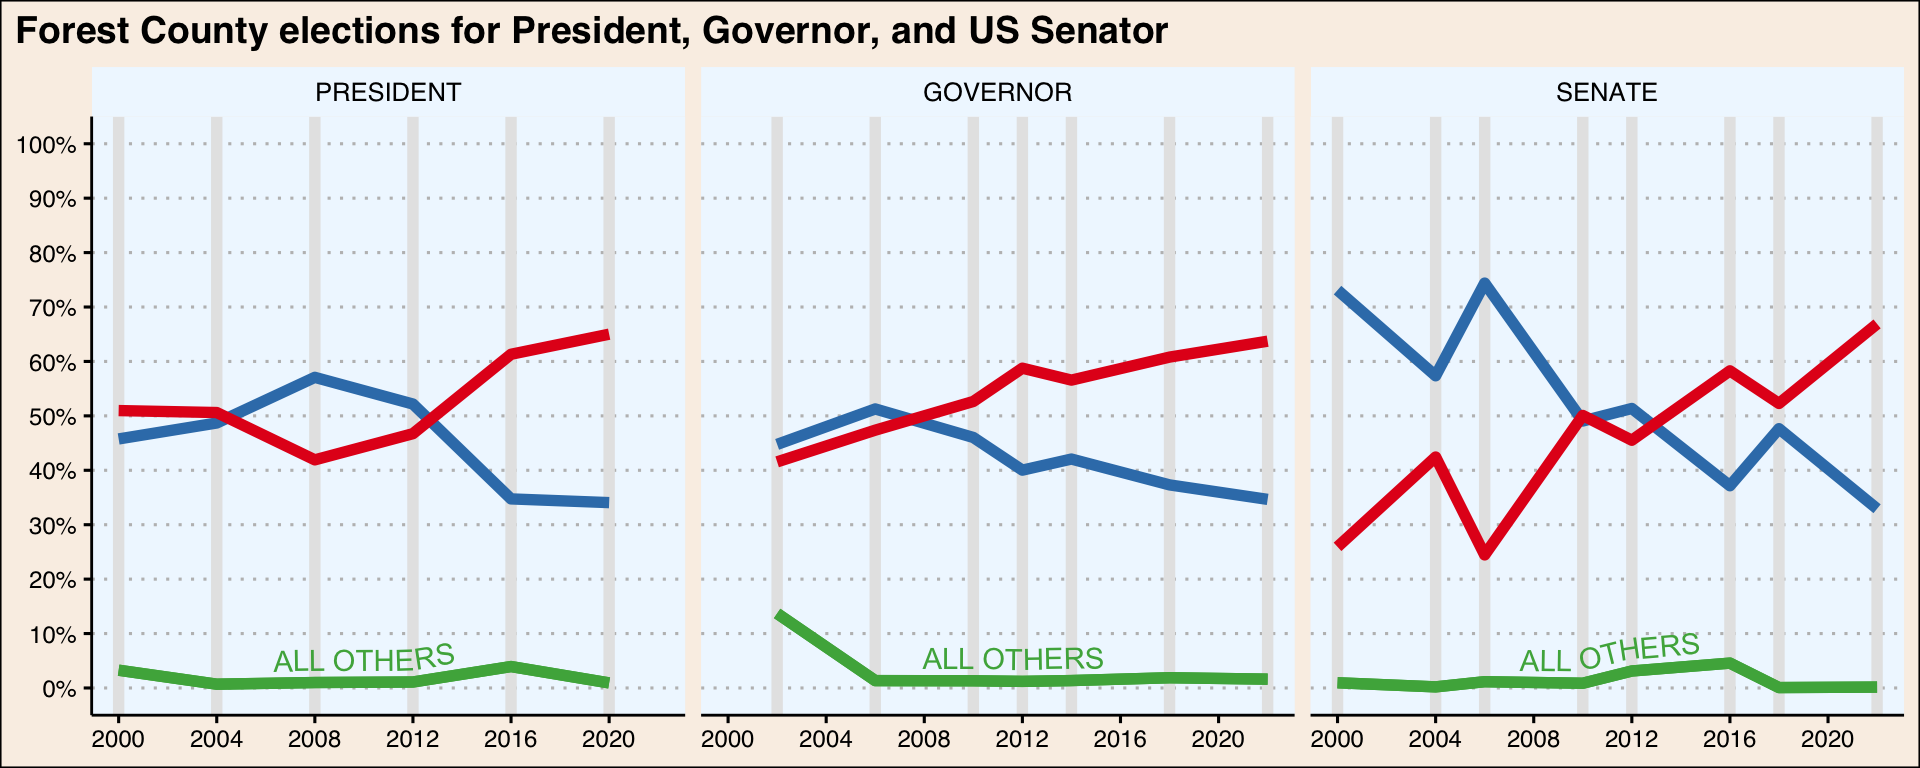 Forest County elections for President, Governor, and US Senator
PRESIDENT
GOVERNOR
SENATE
100%
90%
80%
70%
60%
50%
40%
30%
20%
10%
0%
ALL OTHERS
ALL OTHERS
ALL OTHERS
2000 2004 2008 2012 2016 2020
2000 2004 2008 2012 2016 2020
2000 2004 2008 2012 2016 2020